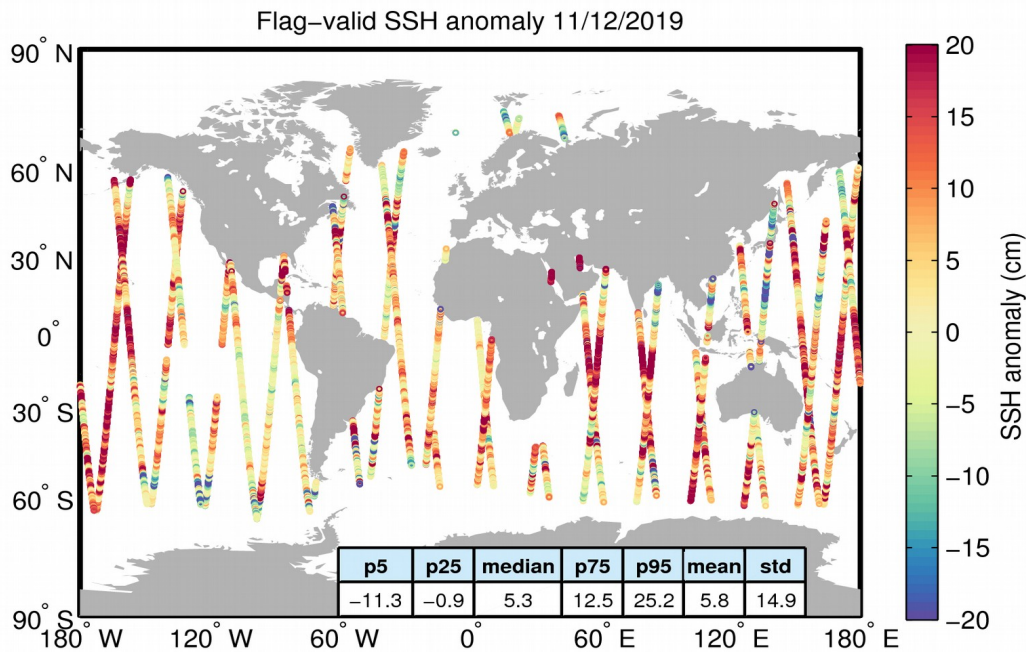 Flag−valid SSH anomaly 11/12/2019
90° N
60° N
30° N
0°
30° S
60° S
90° S
180° W 120° W 60° W 0° 60° E 120° E 180° E
p5 p25 median p75 p95 mean std
−11.3 −0.9 5.3 12.5 25.2 5.8 14.9
20
15
10
5
0
−5
−10
−15
−20
SSH anomaly (cm)